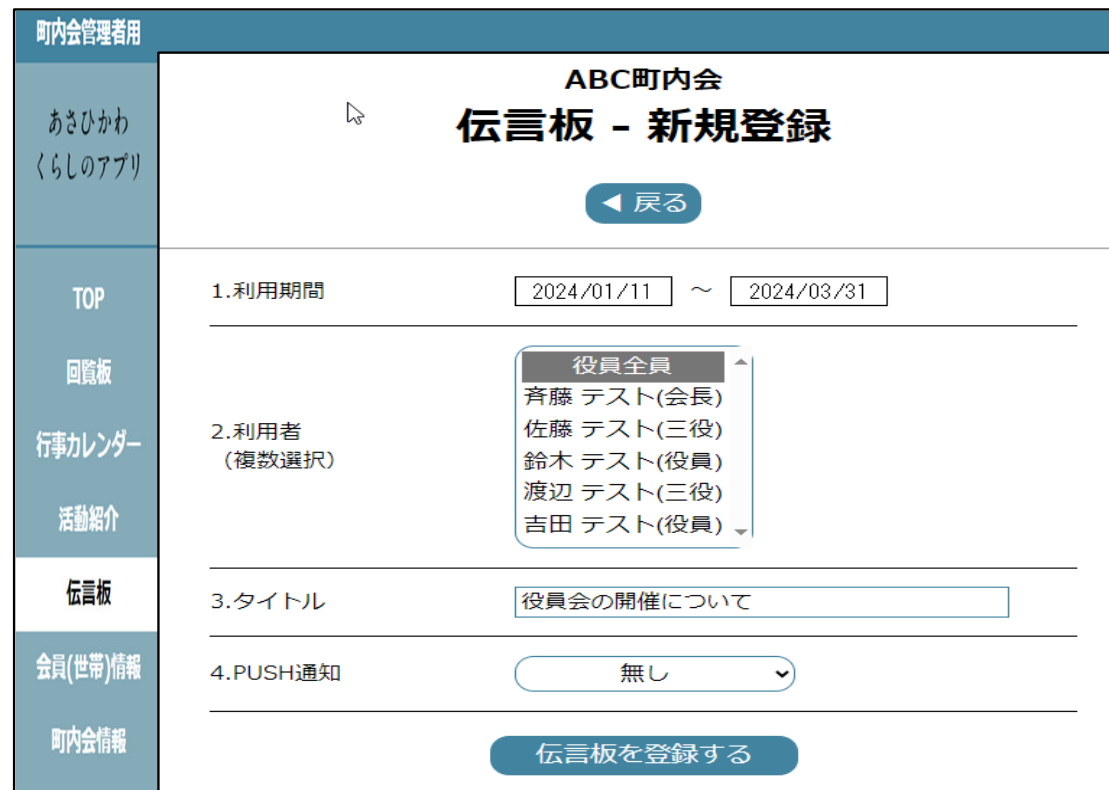 町内会管理者用
あさひかわ
くらしのアプリ
TOP
回覧板
行事カレンダー
活動紹介
伝言板
会員(世帯)情報
町内会情報
ABC町内会
伝言板 - 新規登録
◀ 戻る
1.利用期間 2024/01/11 ～ 2024/03/31
2.利用者
（複数選択）
役員全員
斉藤 テスト(会長)
佐藤 テスト(三役)
鈴木 テスト(役員)
渡辺 テスト(三役)
吉田 テスト(役員)
3.タイトル 役員会の開催について
4.PUSH通知 無し
伝言板を登録する